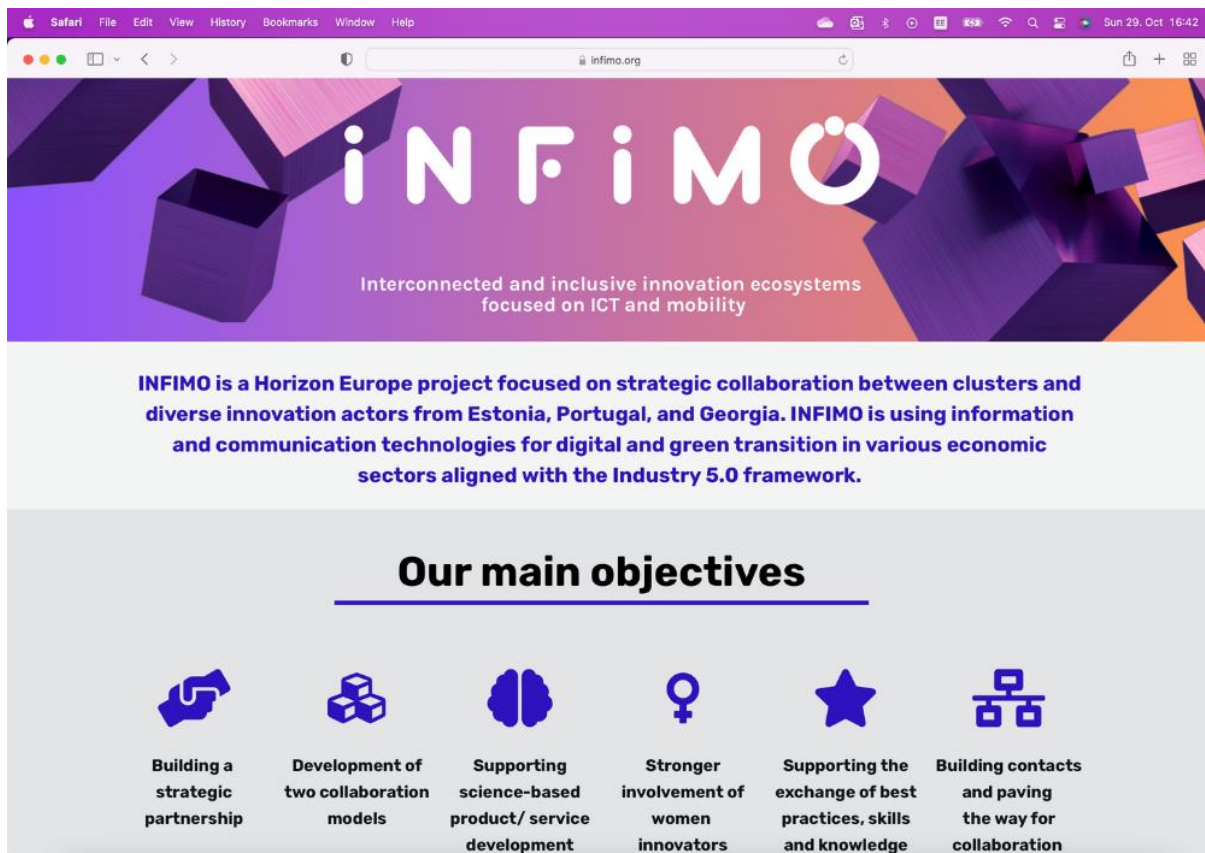 Safari File Edit View History Bookmarks Window Help
EE
Sun 29. Oct 16:42
infimo.org
iNFiMÖ
Interconnected and inclusive innovation ecosystems
focused on ICT and mobility
INFIMO is a Horizon Europe project focused on strategic collaboration between clusters and
diverse innovation actors from Estonia, Portugal, and Georgia. INFIMO is using information
and communication technologies for digital and green transition in various economic
sectors aligned with the Industry 5.0 framework.
Our main objectives
Building a
strategic
partnership
Development of
two collaboration
models
Supporting
science-based
product/ service
development
Stronger
involvement of
women
innovators
Supporting the
exchange of best
practices, skills
and knowledge
Building contacts
and paving
the way for
collaboration